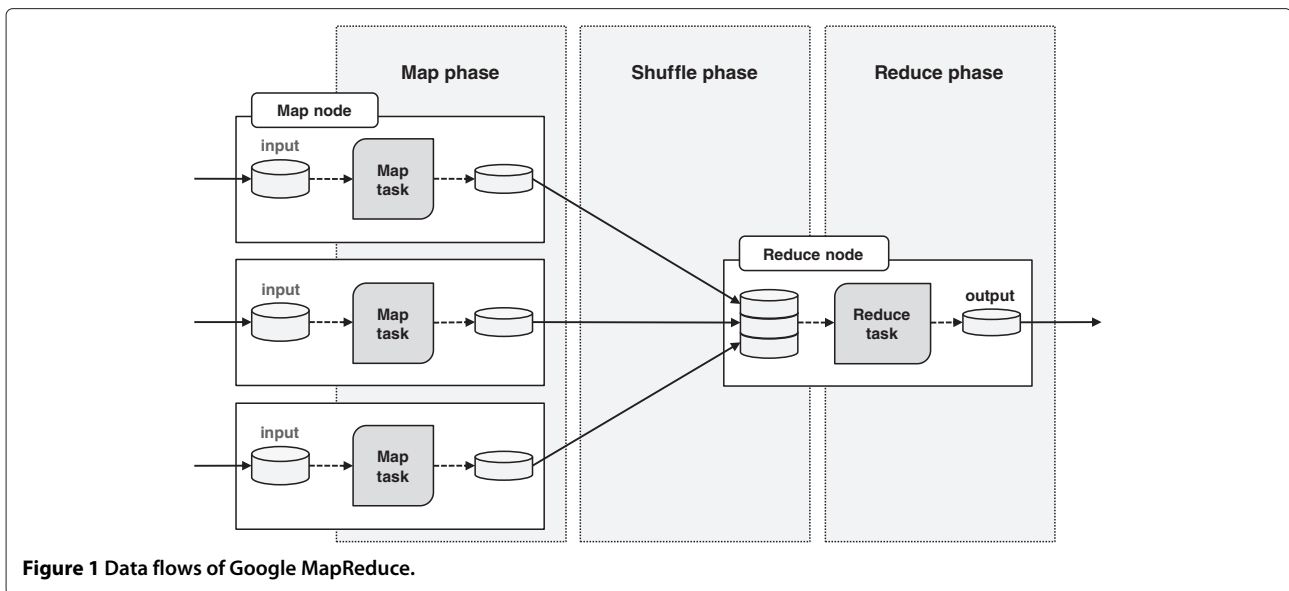 Map phase
Shuffle phase
Reduce phase
Map node
input
Map
task
input
Map
task
input
Map
task
Reduce node
Reduce
task
output
Figure 1 Data flows of Google MapReduce.